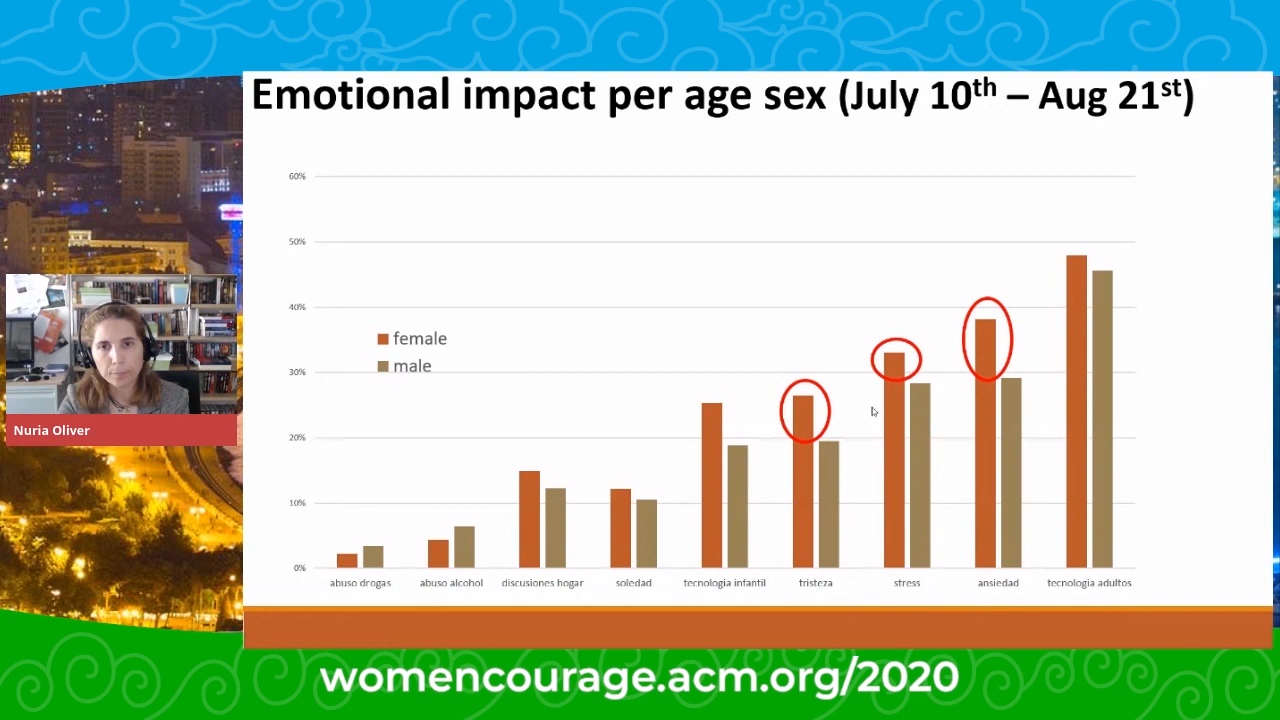 Emotional impact per age sex (July 10th – Aug 21st)
60%
50%
40%
30%
20%
10%
0%
female
male
abuso drogas
abuso alcohol
discusiones hogar
soledad
tecnologia infantil
tristeza
stress
ansiedad
tecnologia adultos
Nuria Oliver
womencourage.acm.org/2020